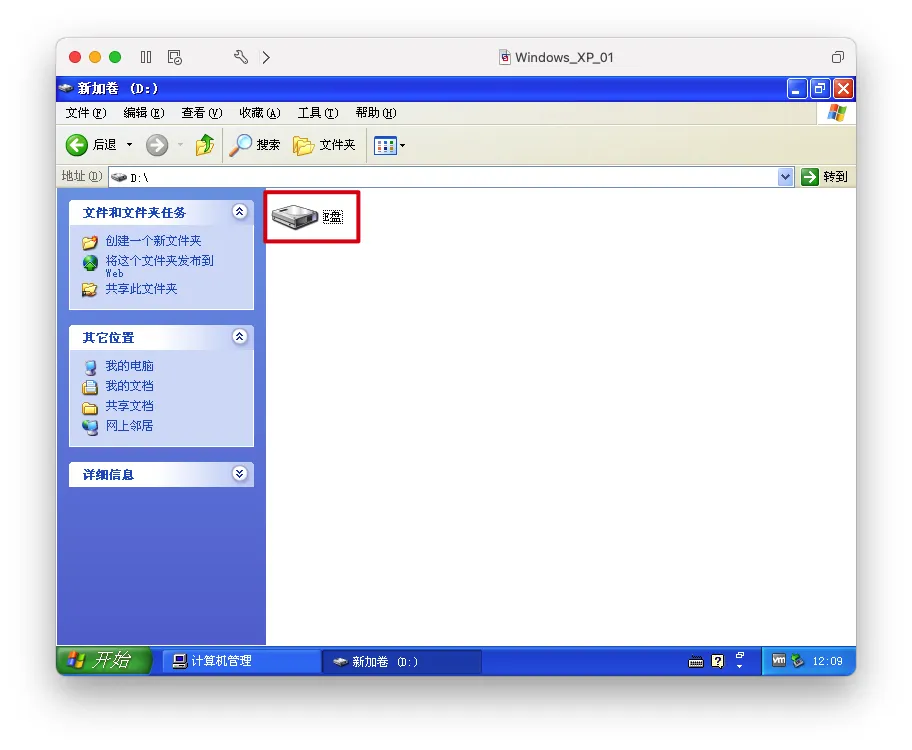 Windows_XP_01
新加卷 (D:)
文件(F) 编辑(E) 查看(V) 收藏(A) 工具(T) 帮助(H)
后退 搜索 文件夹
地址(D) D:\ 转到
文件和文件夹任务
创建一个新文件夹
将这个文件夹发布到
Web
共享此文件夹
其它位置
我的电脑
我的文档
共享文档
网上邻居
详细信息
E盘
开始 计算机管理 新加卷 (D:) 12:09